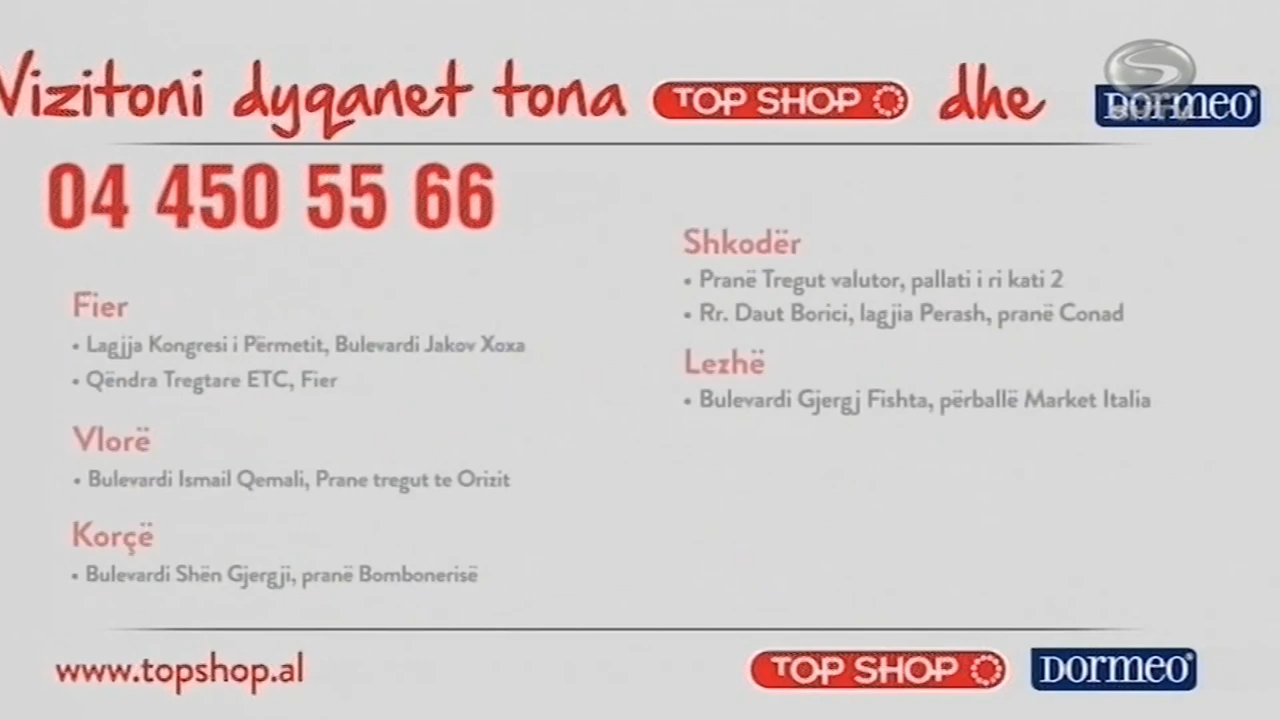 Vizitoni dyqanet tona TOP SHOP dhe DORMEO
04 450 55 66
Fier
• Lagjja Kongresi i Përmetit, Bulevardi Jakov Xoxa
• Qëndra Tregtare ETC, Fier
Vlorë
• Bulevardi Ismail Qemali, Prane tregut te Orizit
Korçë
• Bulevardi Shën Gjergji, pranë Bombonerisë
Shkodër
• Pranë Tregut valutor, pallati i ri kati 2
• Rr. Daut Borici, lagjia Perash, pranë Conad
Lezhë
• Bulevardi Gjergj Fishta, përballë Market Italia
www.topshop.al
TOP SHOP DORMEO